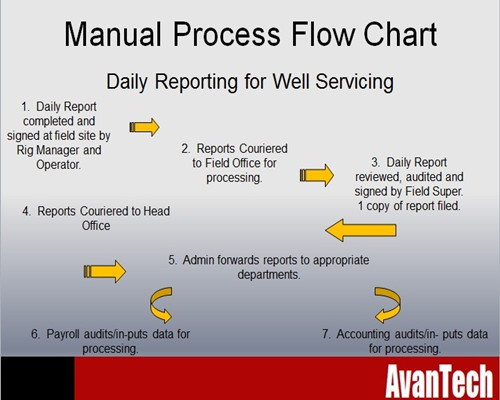 Manual Process Flow Chart
Daily Reporting for Well Servicing
1.  Daily Report
completed and
signed at field site by
Rig Manager and
Operator.
2.  Reports Couriered
to Field Office for
processing.
3.  Daily Report
reviewed, audited and
signed by Field Super.
1 copy of report filed.
4.  Reports Couriered to Head
Office
5.  Admin forwards reports to appropriate
departments.
6.  Payroll audits/in-puts data for
processing.
7.  Accounting audits/in- puts data
for processing.
AvanTech